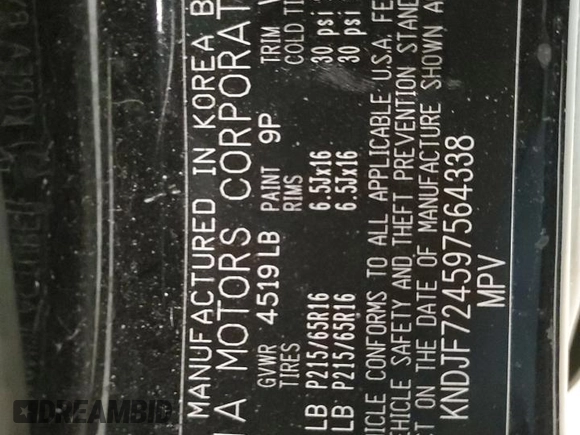 MANUFACTURED IN KOREA B
A MOTORS CORPORAT
GVWR 4519 LB PAINT 9P TRIM
TIRES RIMS COLD TI
LB P215/65R16 6.5Jx16 30 psi
LB P215/65R16 6.5Jx16 30 psi
ICLE CONFORMS TO ALL APPLICABLE U.S.A. FE
HICLE SAFETY AND THEFT PREVENTION STAND
T ON THE DATE OF MANUFACTURE SHOWN A
KNDJF724597564338
MPV
DREAMBID